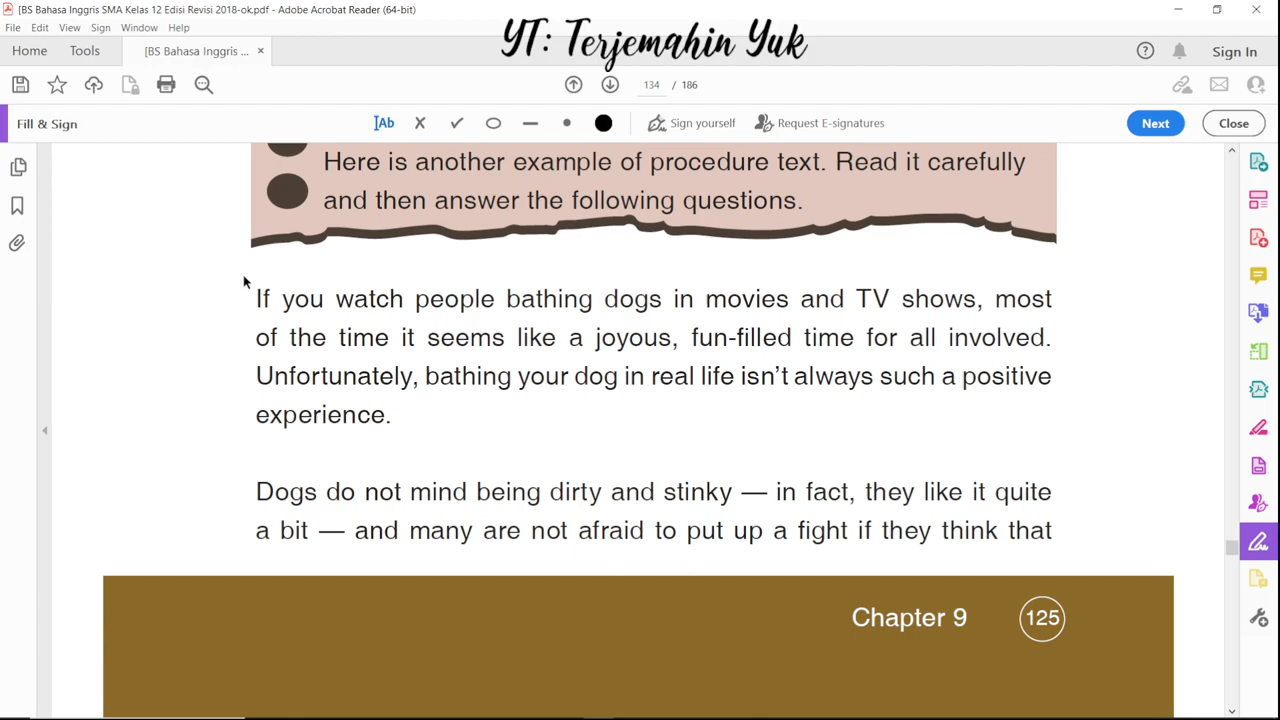 [BS Bahasa Inggris SMA Kelas 12 Edisi Revisi 2018-ok.pdf - Adobe Acrobat Reader (64-bit)
File Edit View Sign Window Help
YT: Terjemahin Yuk
Home Tools [BS Bahasa Inggris ... × Sign In
134 / 186
Fill & Sign Ab Sign yourself Request E-signatures Next Close
Here is another example of procedure text. Read it carefully
and then answer the following questions.
If you watch people bathing dogs in movies and TV shows, most
of the time it seems like a joyous, fun-filled time for all involved.
Unfortunately, bathing your dog in real life isn't always such a positive
experience.
Dogs do not mind being dirty and stinky — in fact, they like it quite
a bit — and many are not afraid to put up a fight if they think that
Chapter 9 125